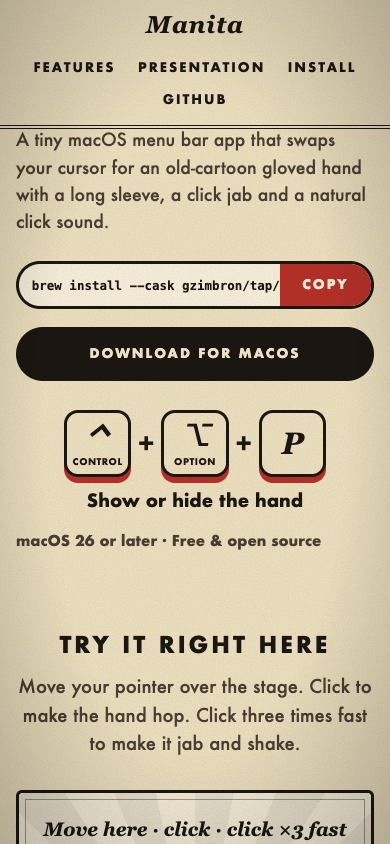 Manita
FEATURES PRESENTATION INSTALL
GITHUB
A tiny macOS menu bar app that swaps
your cursor for an old-cartoon gloved hand
with a long sleeve, a click jab and a natural
click sound.
brew install --cask gzimbron/tap/ COPY
DOWNLOAD FOR MACOS
⌃ CONTROL + ⌥ OPTION + P
Show or hide the hand
macOS 26 or later · Free & open source
TRY IT RIGHT HERE
Move your pointer over the stage. Click to
make the hand hop. Click three times fast
to make it jab and shake.
Move here · click · click ×3 fast